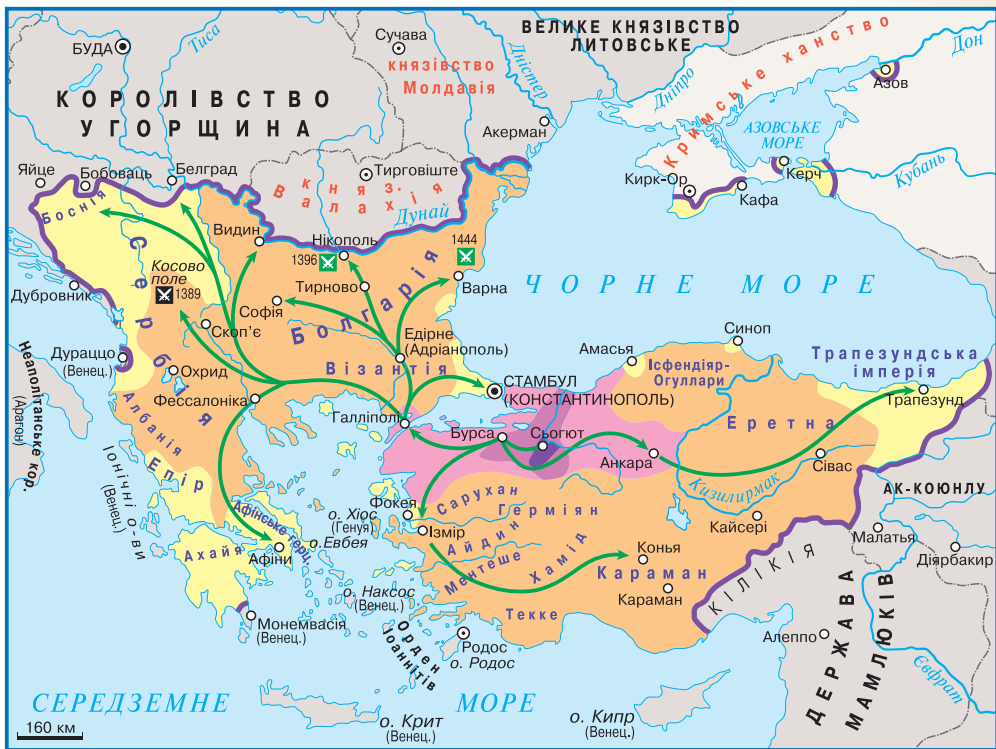 БУДА
Тиса
Сучава
князівство
Молдавія
Дністер
ВЕЛИКЕ КНЯЗІВСТВО
ЛИТОВСЬКЕ
Дніпро
Кримське ханство
Дон
Азов
КОРОЛІВСТВО
УГОРЩИНА
Акерман
АЗОВСЬКЕ
МОРЕ
Яйце
Бобоваць
Белград
Тирговіште
княз.
Валахія
Дунай
Кирк-Ор
Кафа
Керч
Кубань
Боснія
Сербія
Видин
Нікополь
1396
1444
Косово
поле
1389
Тирново
Варна
Болгарія
Софія
ЧОРНЕ МОРЕ
Дубровник
Скоп'є
Едірне
(Адріанополь)
Візантія
Синоп
Амасья
Ісфендіяр-
Огуллари
Трапезундська
імперія
Трапезунд
Неаполітанське кор.
(Арагон)
Дураццо
(Венец.)
Охрид
Албанія
Фессалоніка
СТАМБУЛ
(КОНСТАНТИНОПОЛЬ)
Галліполі
Бурса
Сьогют
Анкара
Еретна
Сівас
Кизилирмак
АК-КОЮНЛУ
Епір
Іонічні о-ви
(Венец.)
Фокея
о. Хіос
(Генуя)
Сарухан
Герміян
Кайсері
Малатья
Діярбакир
Афінське герц.
о.Евбея
Ізмір
Айдин
Ахайя
Афіни
Ментеше
Хамід
Конья
Караман
Караман
КІЛІКІЯ
о. Наксос
(Венец.)
Текке
Монемвасія
(Венец.)
Орден
Іоаннітів
Родос
о. Родос
Алеппо
ДЕРЖАВА
МАМЛЮКІВ
Євфрат
СЕРЕДЗЕМНЕ МОРЕ
о. Крит
(Венец.)
о. Кипр
(Венец.)
160 км